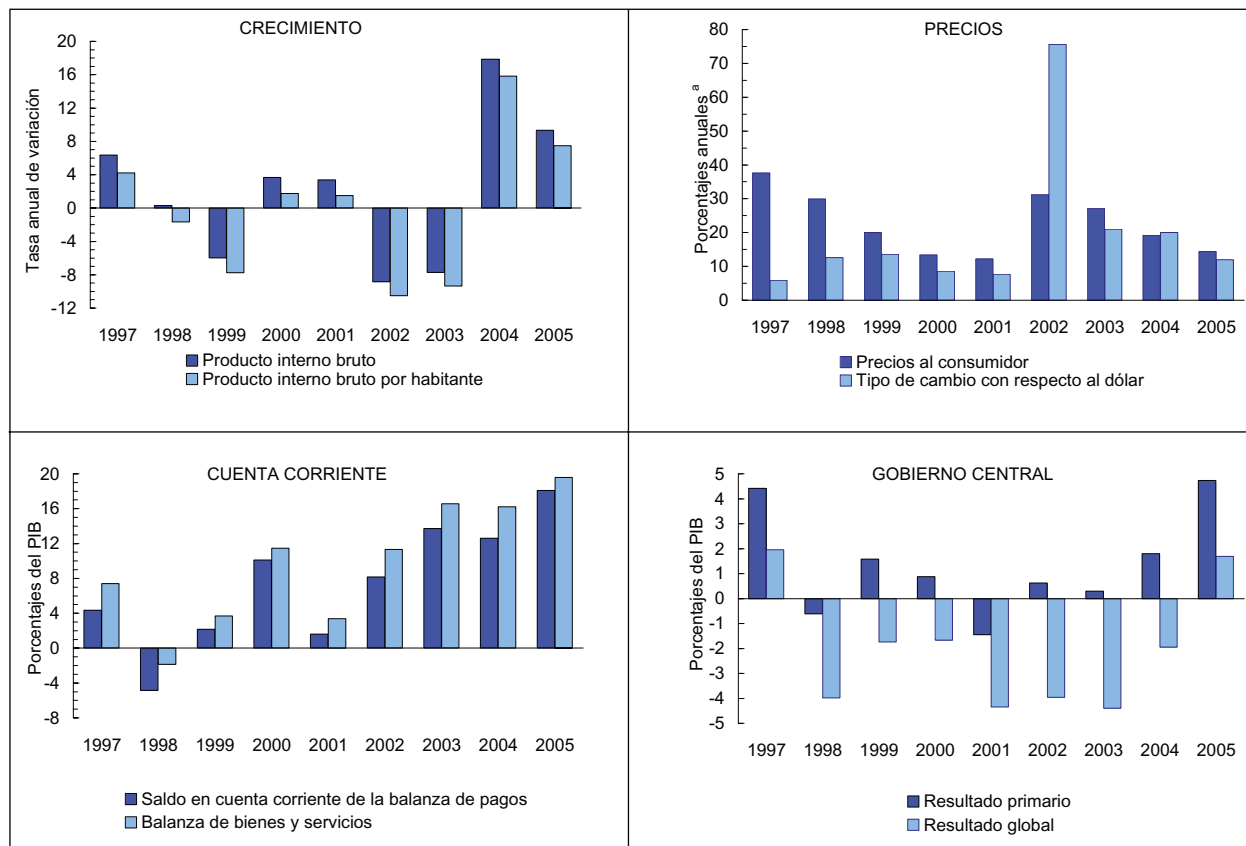 CRECIMIENTO
Tasa anual de variación
20
16
12
8
4
0
-4
-8
-12
1997 1998 1999 2000 2001 2002 2003 2004 2005
Producto interno bruto
Producto interno bruto por habitante
PRECIOS
Porcentajes anuales a
80
70
60
50
40
30
20
10
0
1997 1998 1999 2000 2001 2002 2003 2004 2005
Precios al consumidor
Tipo de cambio con respecto al dólar
CUENTA CORRIENTE
Porcentajes del PIB
20
16
12
8
4
0
-4
-8
1997 1998 1999 2000 2001 2002 2003 2004 2005
Saldo en cuenta corriente de la balanza de pagos
Balanza de bienes y servicios
GOBIERNO CENTRAL
Porcentajes del PIB
5
4
3
2
1
0
-1
-2
-3
-4
-5
1997 1998 1999 2000 2001 2002 2003 2004 2005
Resultado primario
Resultado global